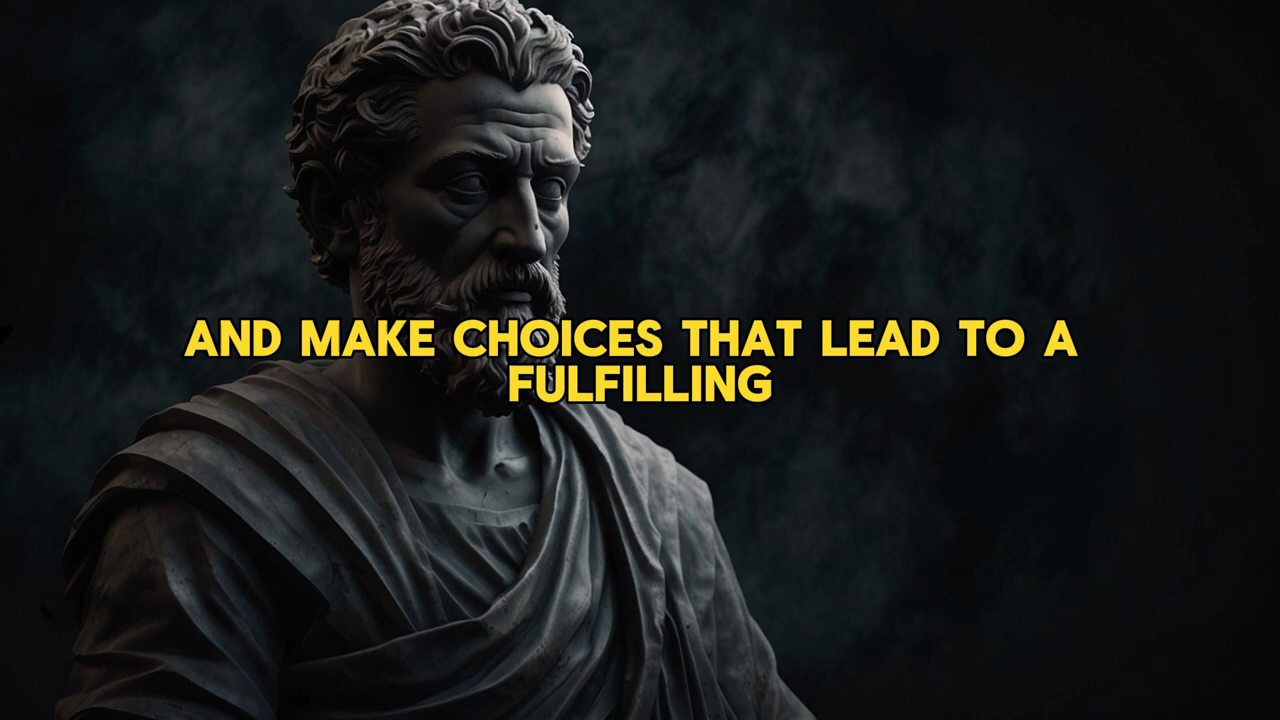 AND MAKE CHOICES THAT LEAD TO A
FULFILLING